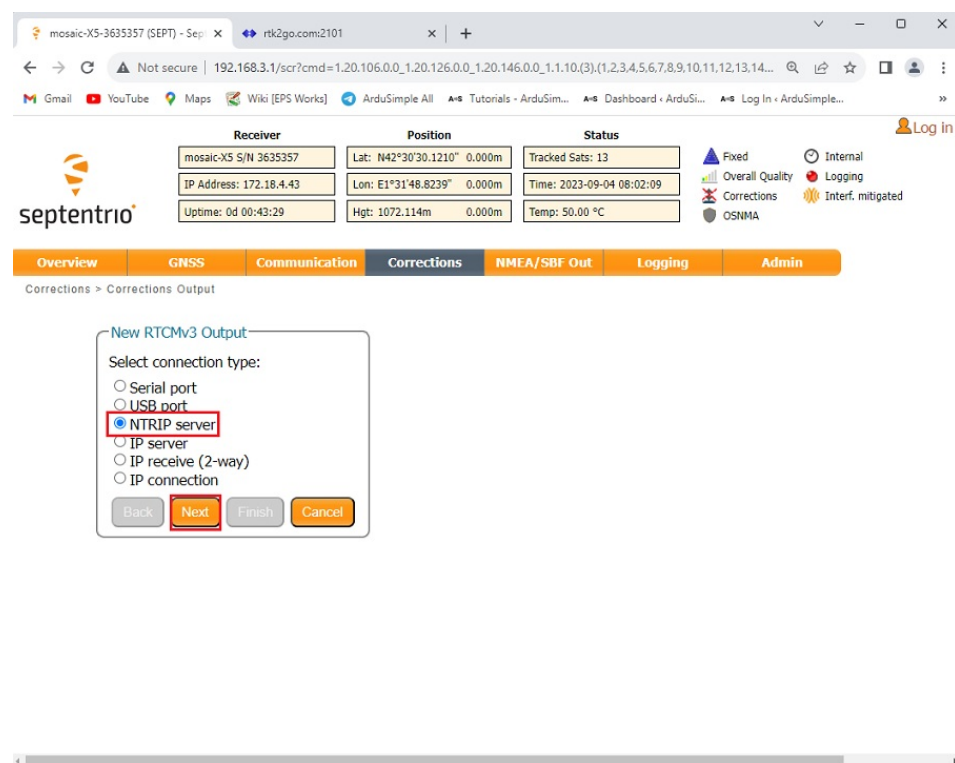 mosaic-X5-3635357 (SEPT) - Sep
rtk2go.com:2101
Not secure | 192.168.3.1/scr?cmd=1.20.106.0.0_1.20.126.0.0_1.20.146.0.0_1.1.10.(3).(1,2,3,4,5,6,7,8,9,10,11,12,13,14...
Gmail YouTube Maps Wiki [EPS Works] ArduSimple All Tutorials - ArduSim... Dashboard ‹ ArduSi... Log In ‹ ArduSimple... »
Log in
Receiver Position Status
mosaic-X5 S/N 3635357 Lat: N42°30'30.1210" 0.000m Tracked Sats: 13 Fixed Internal
IP Address: 172.18.4.43 Lon: E1°31'48.8239" 0.000m Time: 2023-09-04 08:02:09 Overall Quality Logging
Corrections Interf. mitigated
septentrio Uptime: 0d 00:43:29 Hgt: 1072.114m 0.000m Temp: 50.00 °C OSNMA
Overview GNSS Communication Corrections NMEA/SBF Out Logging Admin
Corrections > Corrections Output
New RTCMv3 Output
Select connection type:
Serial port
USB port
NTRIP server
IP server
IP receive (2-way)
IP connection
Back Next Finish Cancel